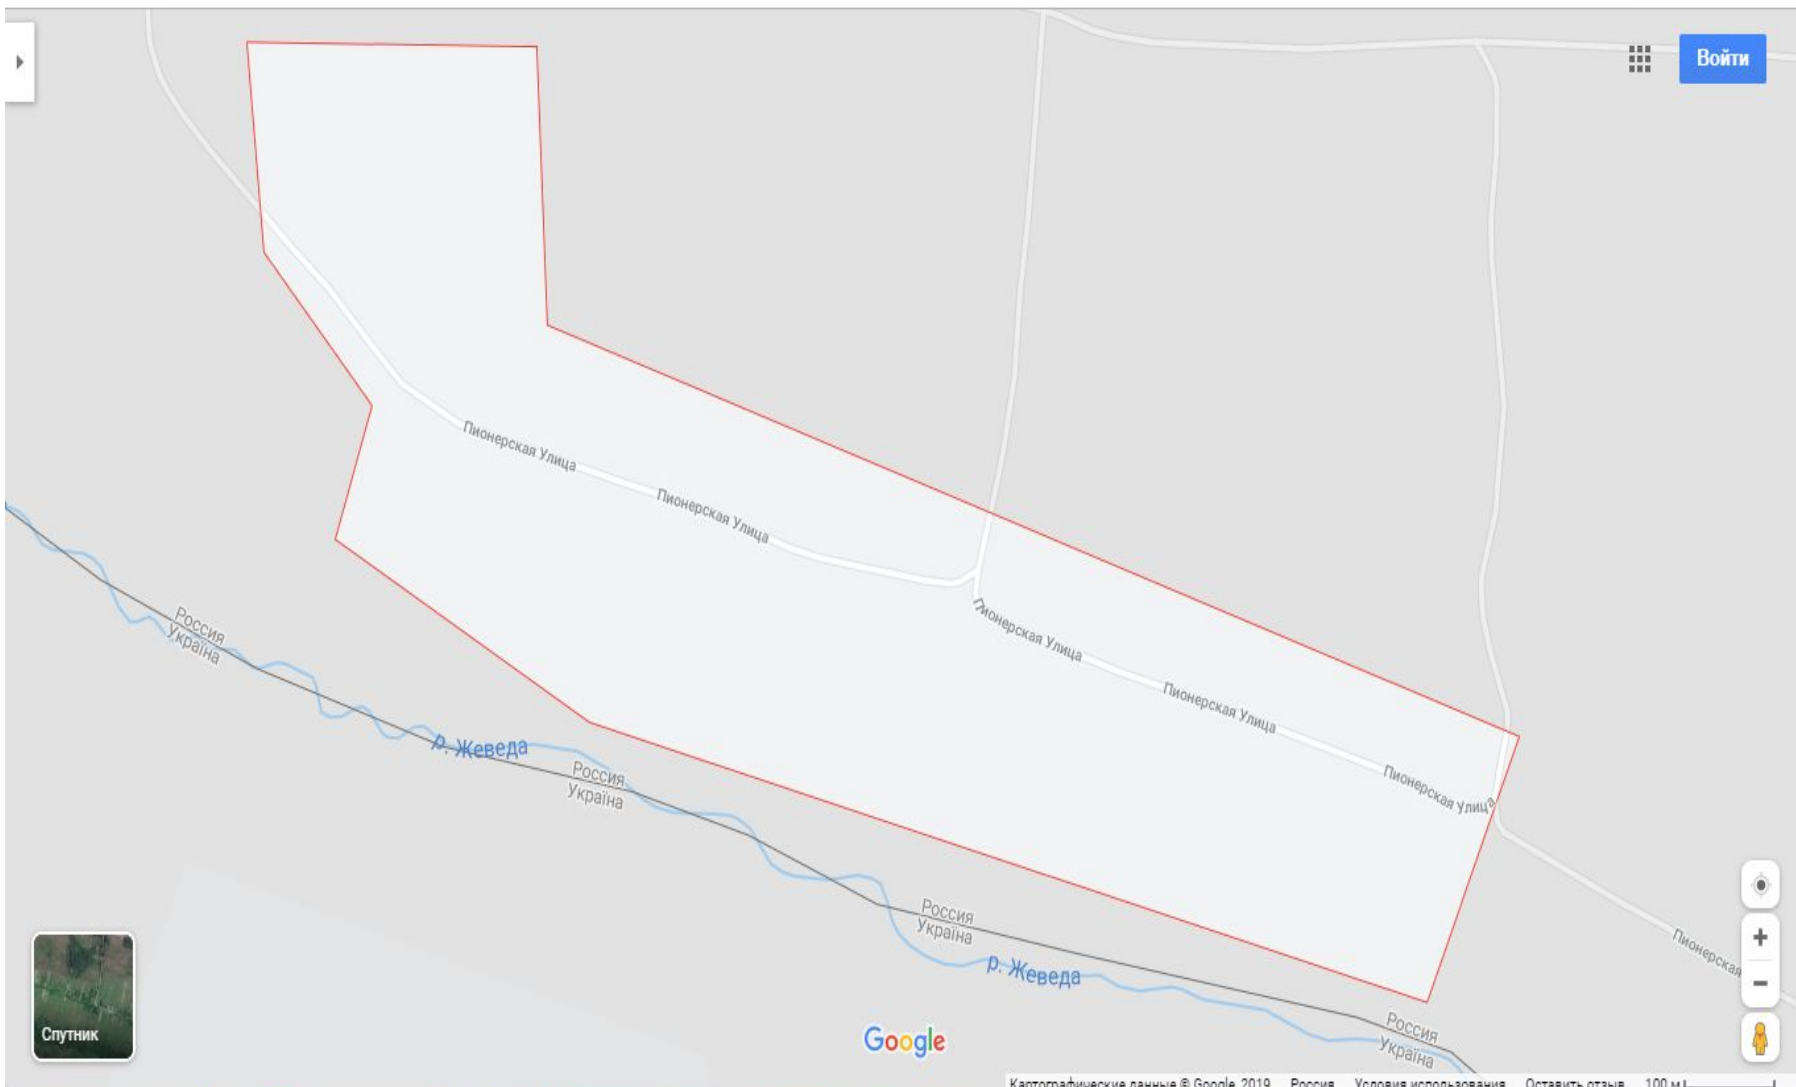 Войти
Пионерская Улица
Пионерская Улица
Пионерская Улица
Россия
Україна
Пионерская Улица
р. Жеведа
Россия
Україна
Пионерская Улица
Россия
Україна
Пионерская
р. Жеведа
Спутник
Google
Россия
Україна
Картографические данные © Google, 2019 Россия Условия использования Оставить отзыв 100 м